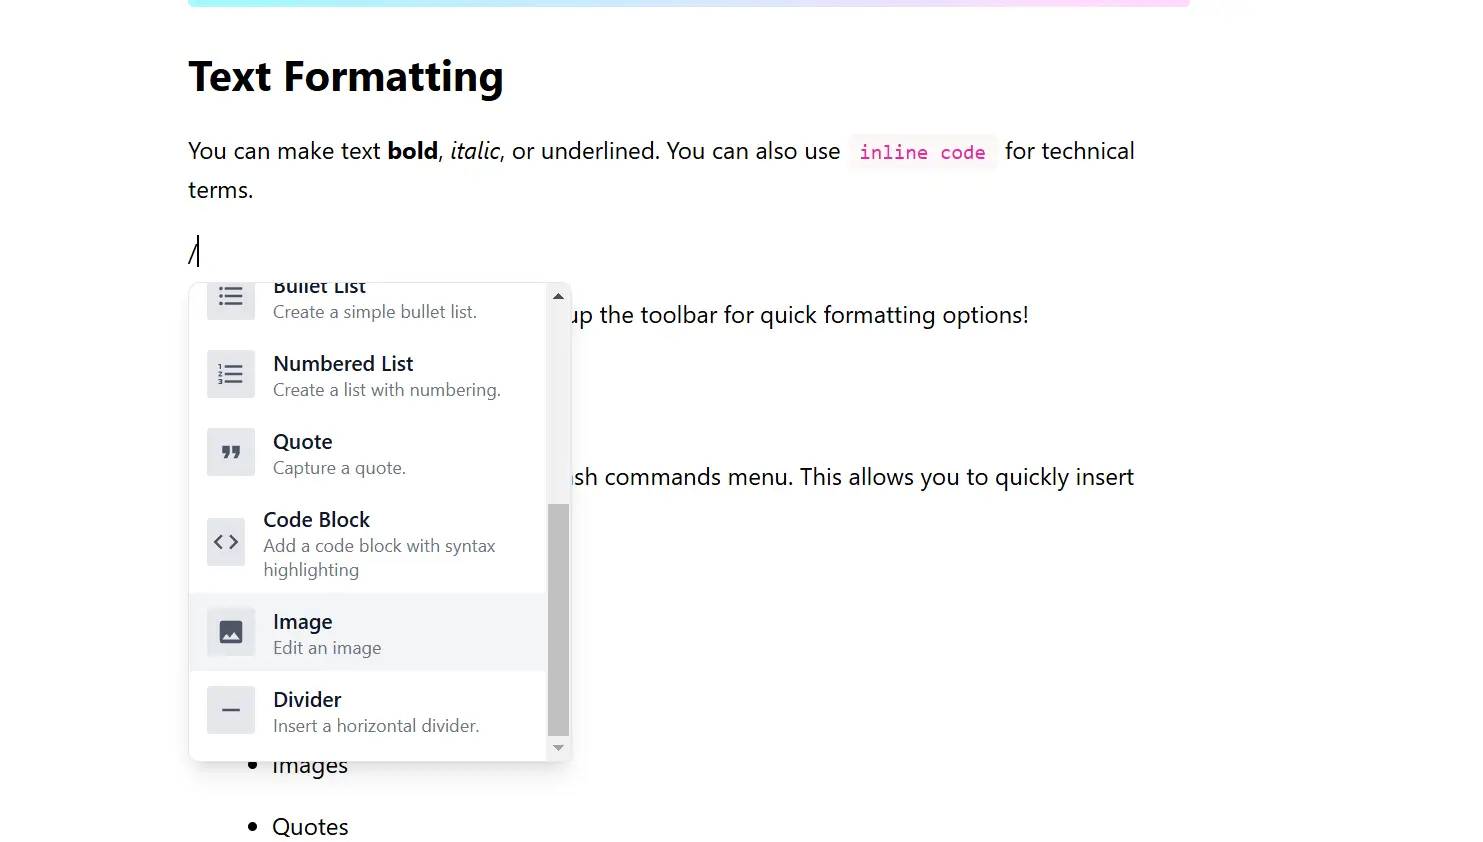 Text Formatting
You can make text bold, italic, or underlined. You can also use inline code for technical
terms.
/
Bullet List
Create a simple bullet list.
up the toolbar for quick formatting options!
Numbered List
Create a list with numbering.
Quote
Capture a quote.
commands menu. This allows you to quickly insert
Code Block
Add a code block with syntax
highlighting
Image
Edit an image
Divider
Insert a horizontal divider.
Images
Quotes